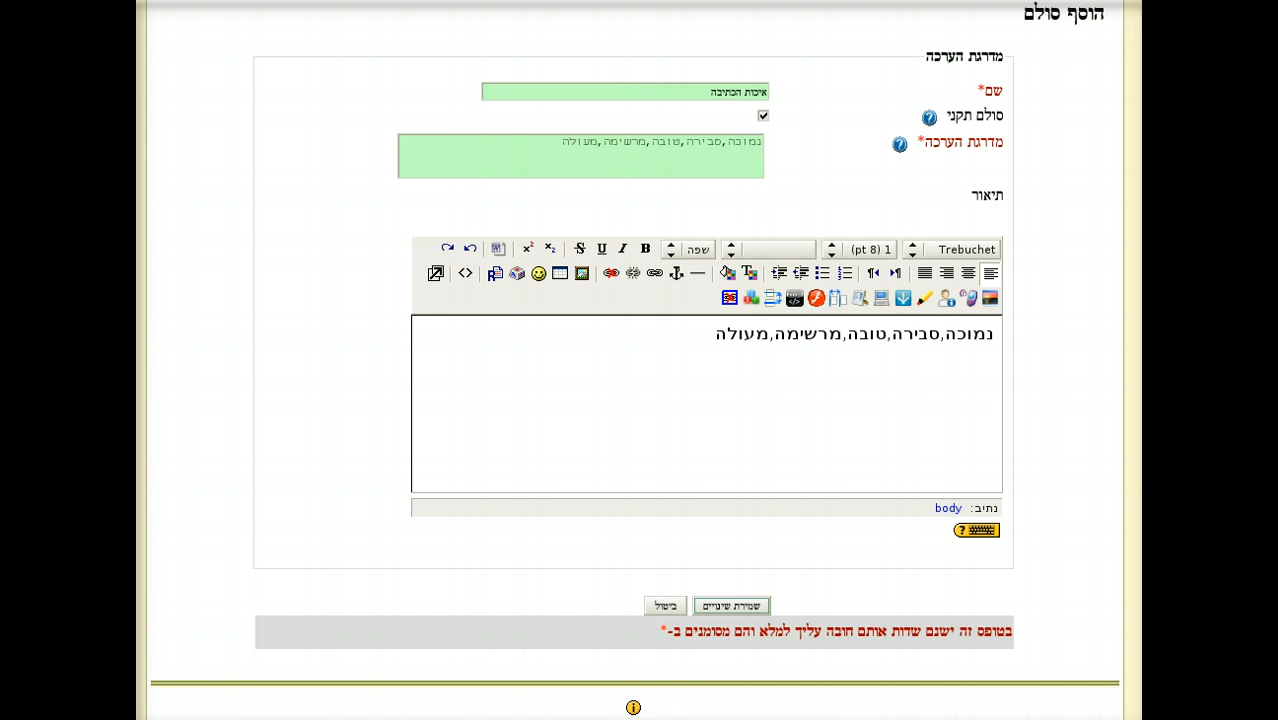 הוסף סולם
מדרגת הערכה
שם*
איכות הכתיבה
סולם תקני
מדרגת הערכה*
נמוכה,סבירה,טובה,מרשימה,מעולה
תיאור
Trebuchet
1 (8 pt)
שפה
B I U S x₂ x²
נמוכה,סבירה,טובה,מרשימה,מעולה
נתיב: body
?
שמירת שינויים
ביטול
בטופס זה ישנם שדות אותם חובה עליך למלא והם מסומנים ב-*